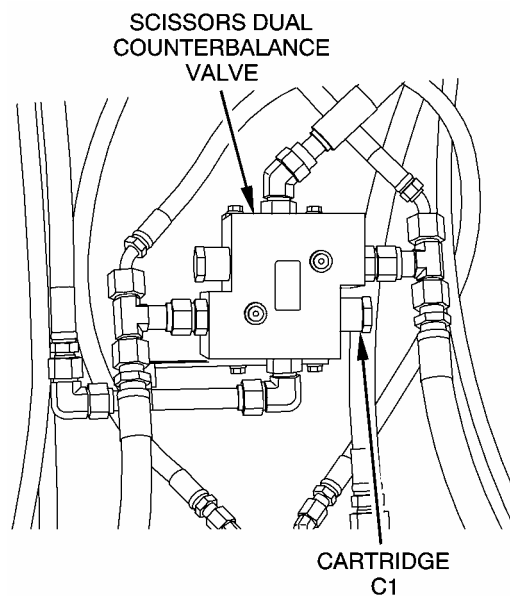 SCISSORS DUAL
COUNTERBALANCE
VALVE
CARTRIDGE
C1